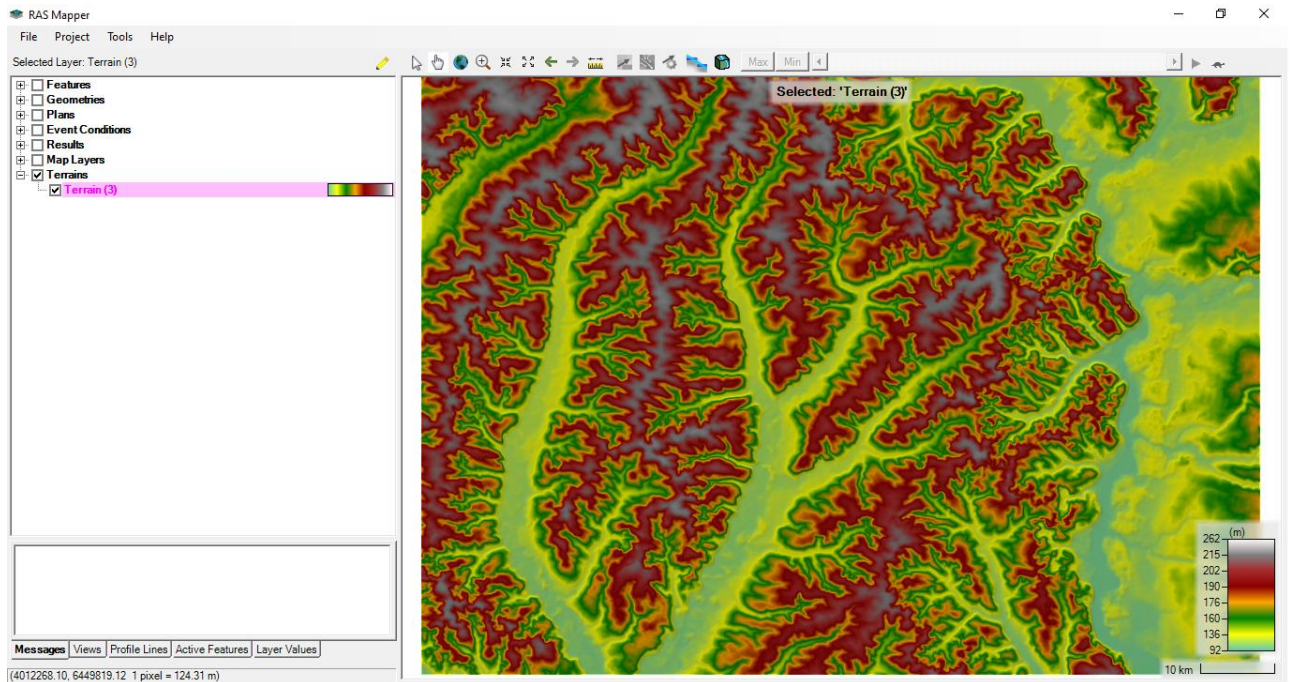 RAS Mapper
File Project Tools Help
Selected Layer: Terrain (3)
Max Min
Features
Geometries
Plans
Event Conditions
Results
Map Layers
Terrains
Terrain (3)
Selected: 'Terrain (3)'
(m)
262
215
202
190
176
160
136
92
10 km
Messages Views Profile Lines Active Features Layer Values
(4012268.10, 6449819.12 1 pixel = 124.31 m)